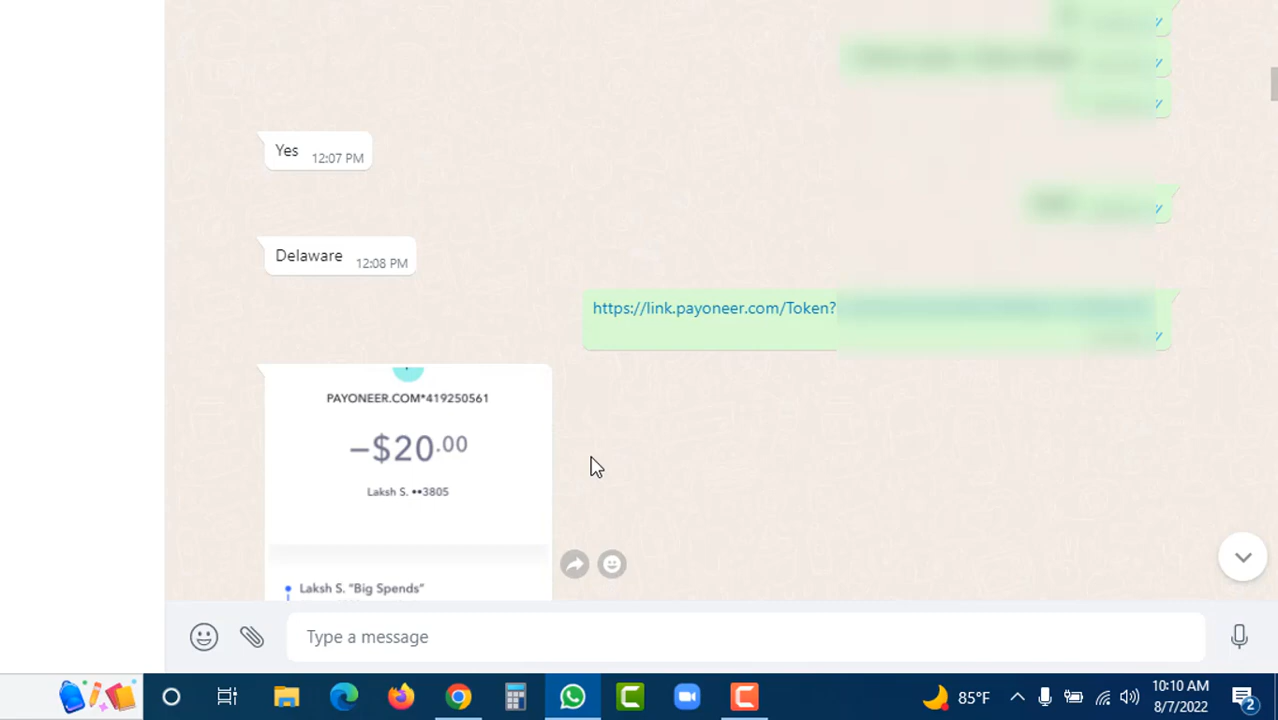 Yes 12:07 PM
Delaware 12:08 PM
https://link.payoneer.com/Token?
PAYONEER.COM*419250561
–$20.00
Laksh S. ••3805
Laksh S. "Big Spends"
Type a message
85°F
10:10 AM
8/7/2022
2